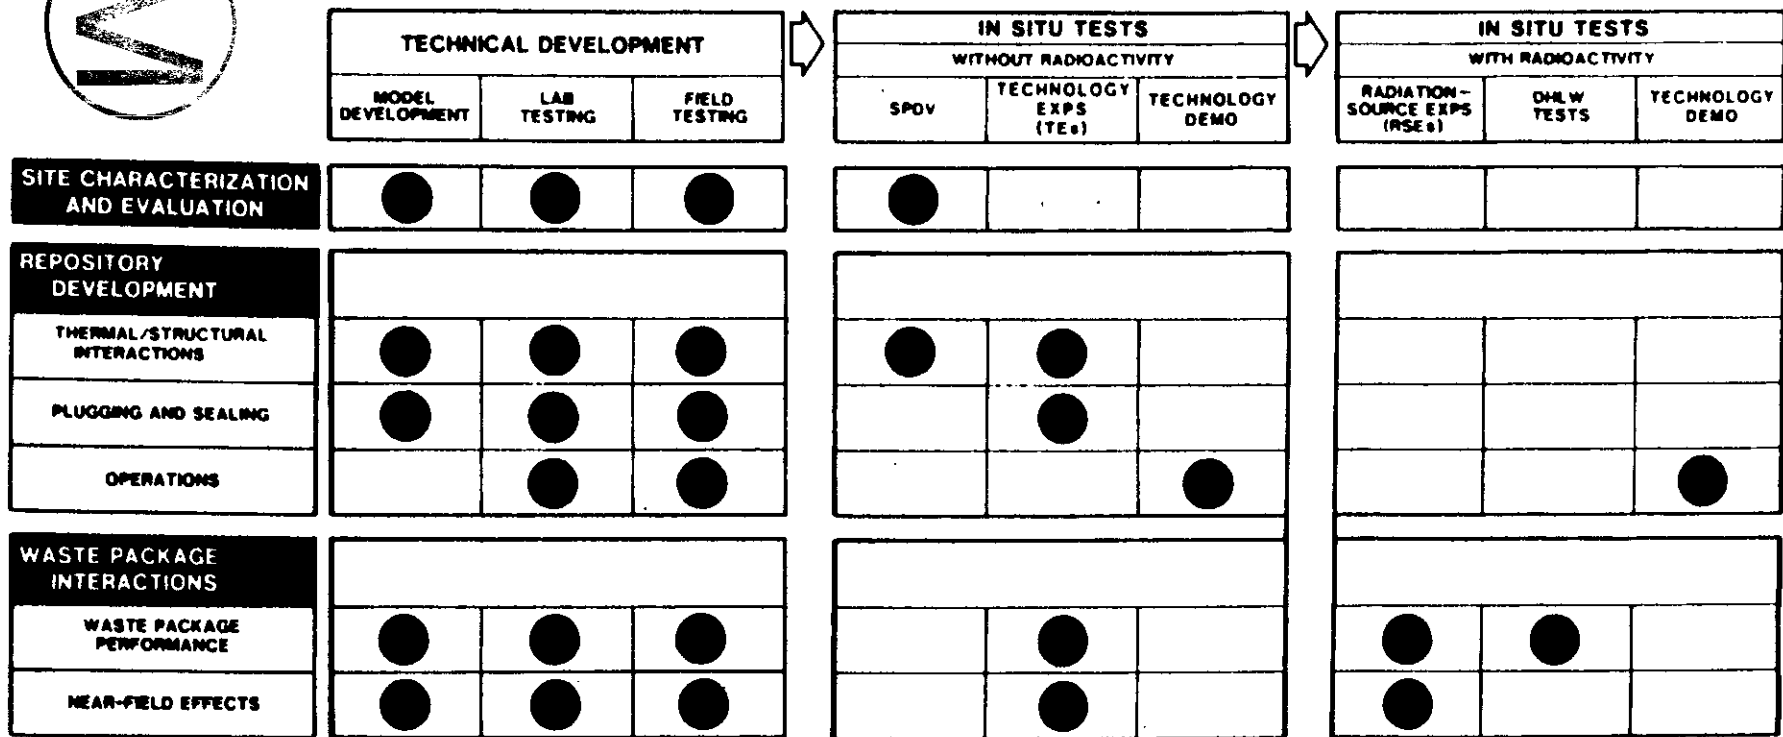 TECHNICAL DEVELOPMENT
MODEL
DEVELOPMENT
LAB
TESTING
FIELD
TESTING
IN SITU TESTS
WITHOUT RADIOACTIVITY
SPDV
TECHNOLOGY
EXPS
(TEs)
TECHNOLOGY
DEMO
IN SITU TESTS
WITH RADIOACTIVITY
RADIATION-
SOURCE EXPS
(RSEs)
DHLW
TESTS
TECHNOLOGY
DEMO
SITE CHARACTERIZATION
AND EVALUATION
REPOSITORY
DEVELOPMENT
THERMAL/STRUCTURAL
INTERACTIONS
PLUGGING AND SEALING
OPERATIONS
WASTE PACKAGE
INTERACTIONS
WASTE PACKAGE
PERFORMANCE
NEAR-FIELD EFFECTS